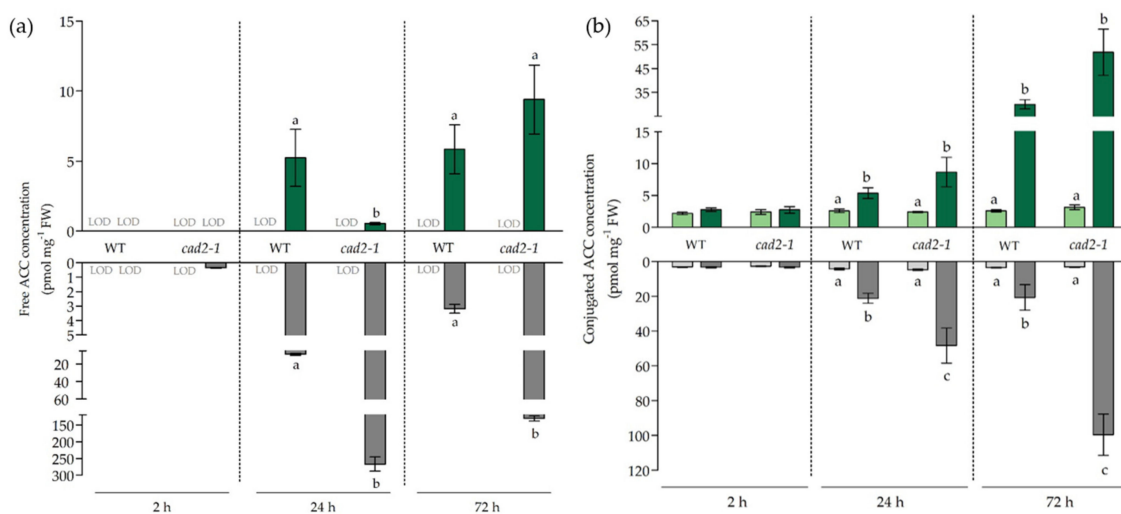 (a)
15
10
5
0
Free ACC concentration
(pmol mg⁻¹ FW)
a
a
a
b
LOD LOD LOD LOD LOD LOD LOD LOD
WT cad2-1 WT cad2-1 WT cad2-1
LOD LOD LOD LOD LOD LOD LOD
0
1
2
3
4
5
20
40
60
150
200
250
300
a
b
a
b
2 h 24 h 72 h
(b)
65
55
45
35
15
10
5
0
Conjugated ACC concentration
(pmol mg⁻¹ FW)
a b a b a b a b
WT cad2-1 WT cad2-1 WT cad2-1
0
20
40
60
80
100
120
a b a c a b a c
2 h 24 h 72 h